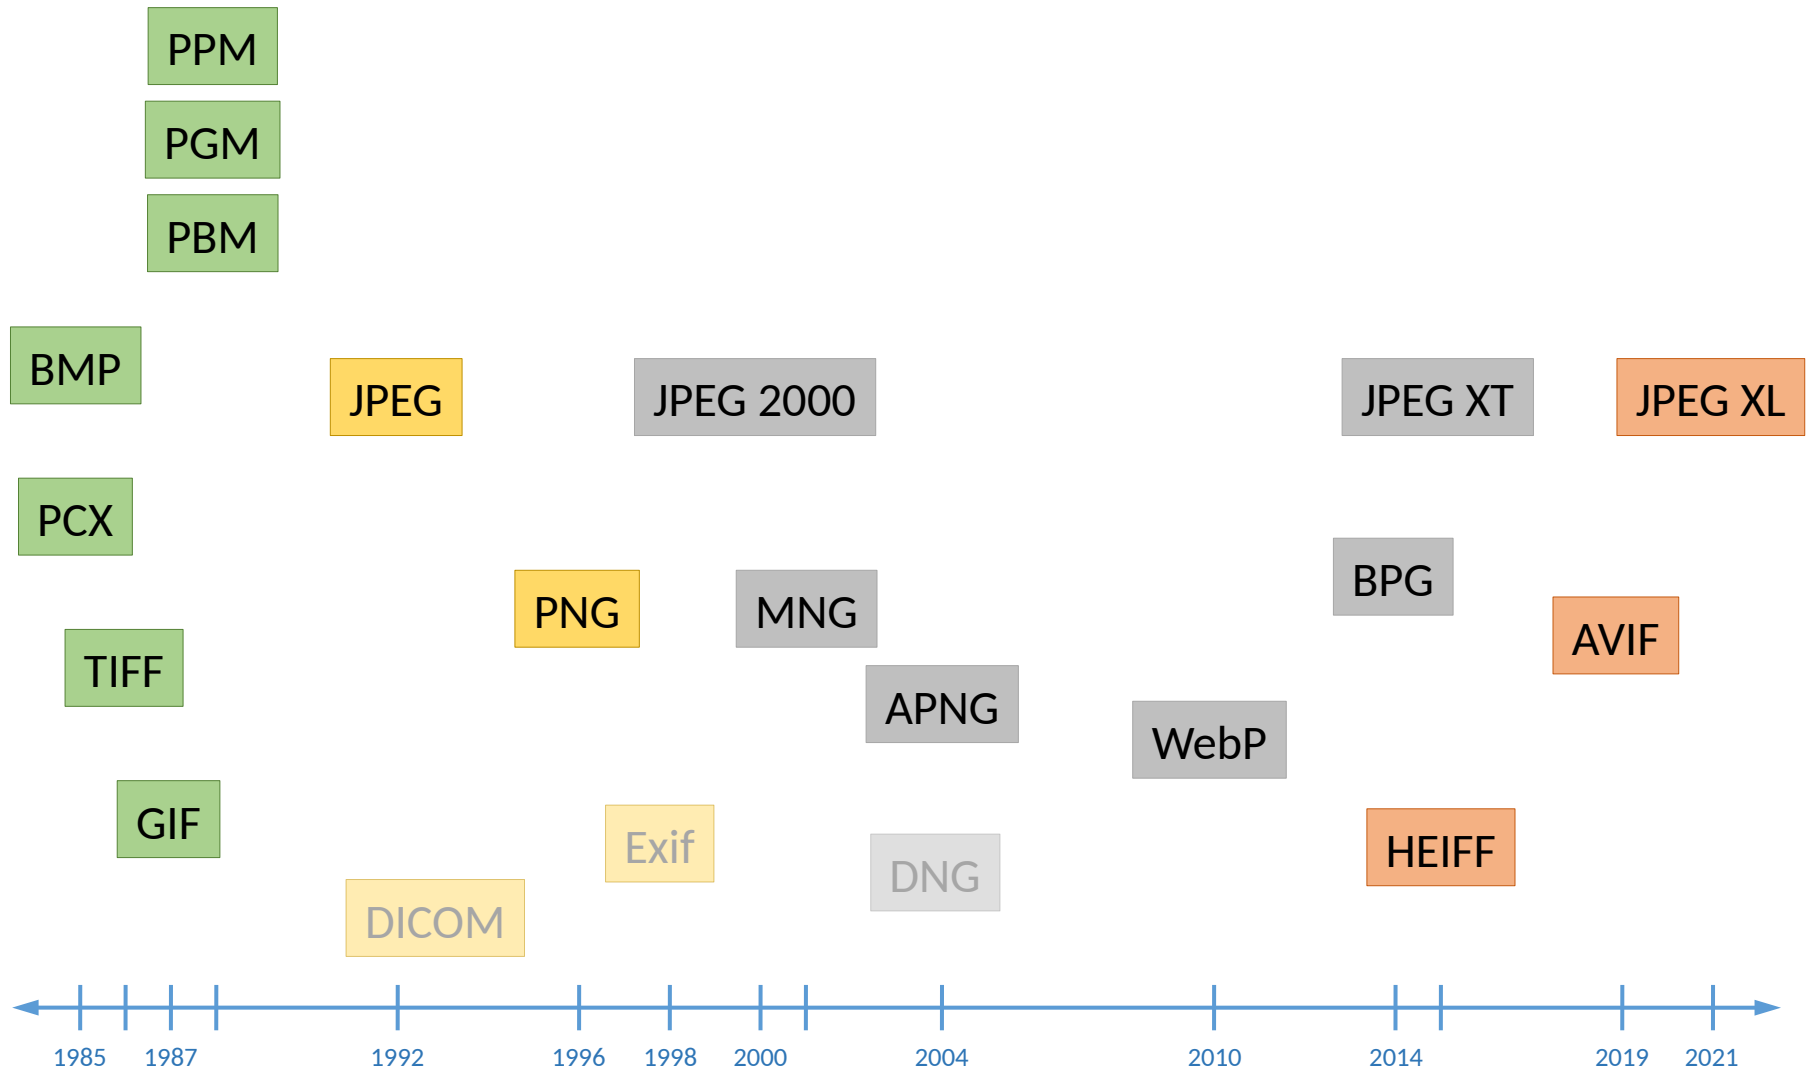 PPM
PGM
PBM
BMP
JPEG
JPEG 2000
JPEG XT
JPEG XL
PCX
BPG
PNG
MNG
AVIF
TIFF
APNG
WebP
GIF
Exif
DNG
HEIFF
DICOM
1985 1987 1992 1996 1998 2000 2004 2010 2014 2019 2021